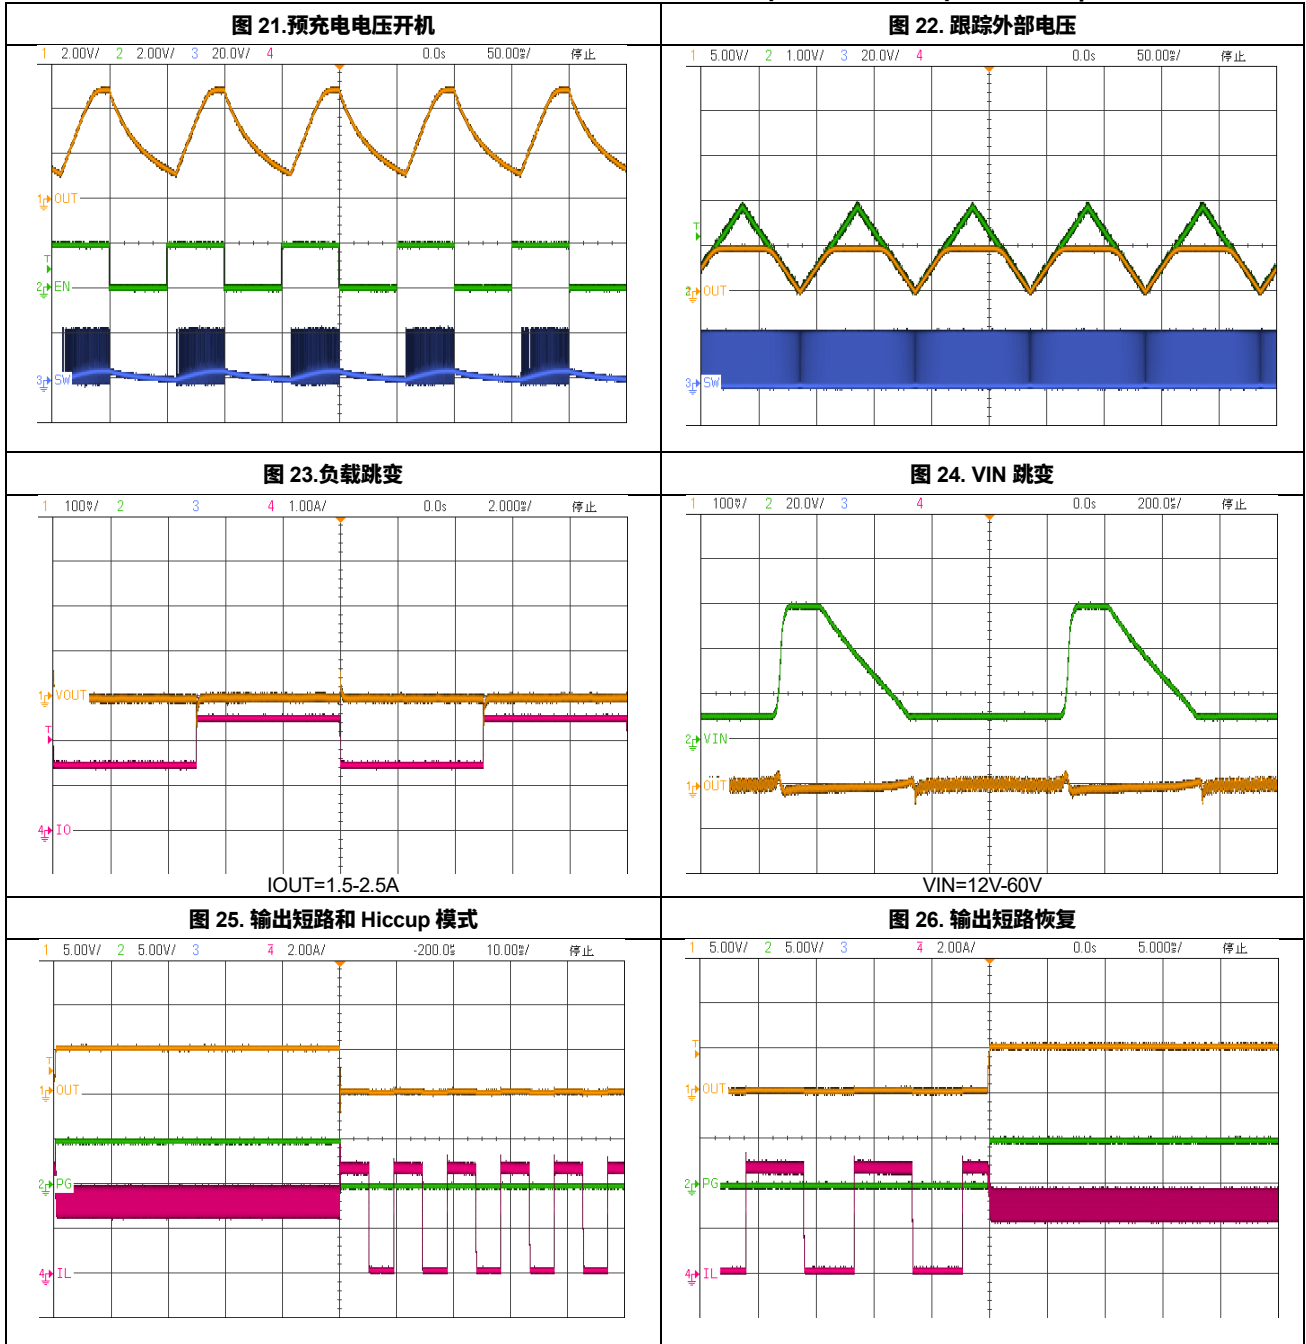 图 21.预充电电压开机
1 2.00V/ 2 2.00V/ 3 20.0V/ 4 0.0s 50.00ms/ 停止
1 OUT
T
2 EN
3 SW
图 22. 跟踪外部电压
1 5.00V/ 2 1.00V/ 3 20.0V/ 4 0.0s 50.00ms/ 停止
T
2 OUT
3 SW
图 23.负载跳变
1 100V/ 2 3 4 1.00A/ 0.0s 2.000ms/ 停止
1 VOUT
T
4 IO
IOUT=1.5-2.5A
图 24. VIN 跳变
1 100V/ 2 20.0V/ 3 4 0.0s 200.0ms/ 停止
2 VIN
1 OUT
VIN=12V-60V
图 25. 输出短路和 Hiccup 模式
1 5.00V/ 2 5.00V/ 3 4 2.00A/ -200.0ms 10.00ms/ 停止
T
1 OUT
2 PG
4 IL
图 26. 输出短路恢复
1 5.00V/ 2 5.00V/ 3 4 2.00A/ 0.0s 5.000ms/ 停止
T
1 OUT
2 PG
4 IL